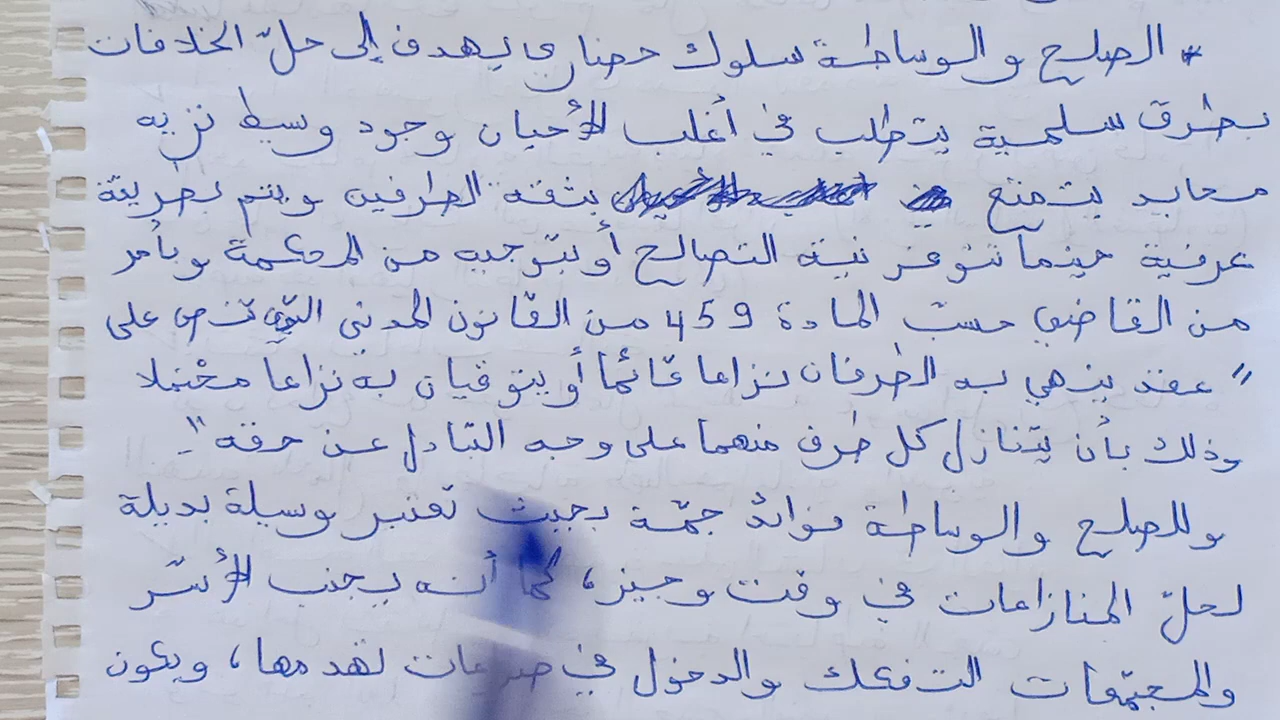 * الصلح والوساطة سلوك حضاري يهدف إلى حلّ الخلافات
بطرق سلمية يتطلب في أغلب الأحيان وجود وسيط نزيه
محايد يتمتع بثقة الطرفين ويتم بطريقة
عرفية حينما تتوفر نية التصالح أو بتوجيه من المحكمة وبأمر
من القاضي حسب المادة 459 من القانون المدني التي تنص على
" عقد ينهي به الطرفان نزاعا قائما أو يتوقيان به نزاعا محتملا
وذلك بأن يتنازل كل طرف منهما على وجه التبادل عن حقه".
وللصلح والوساطة فوائد جمّة بحيث تعتبر وسيلة بديلة
لحلّ المنازاعات في وقت وجيز، كما أنه يجنب الأسر
والمجتمعات التفكك والدخول في صراعات تهدمها، ويكون